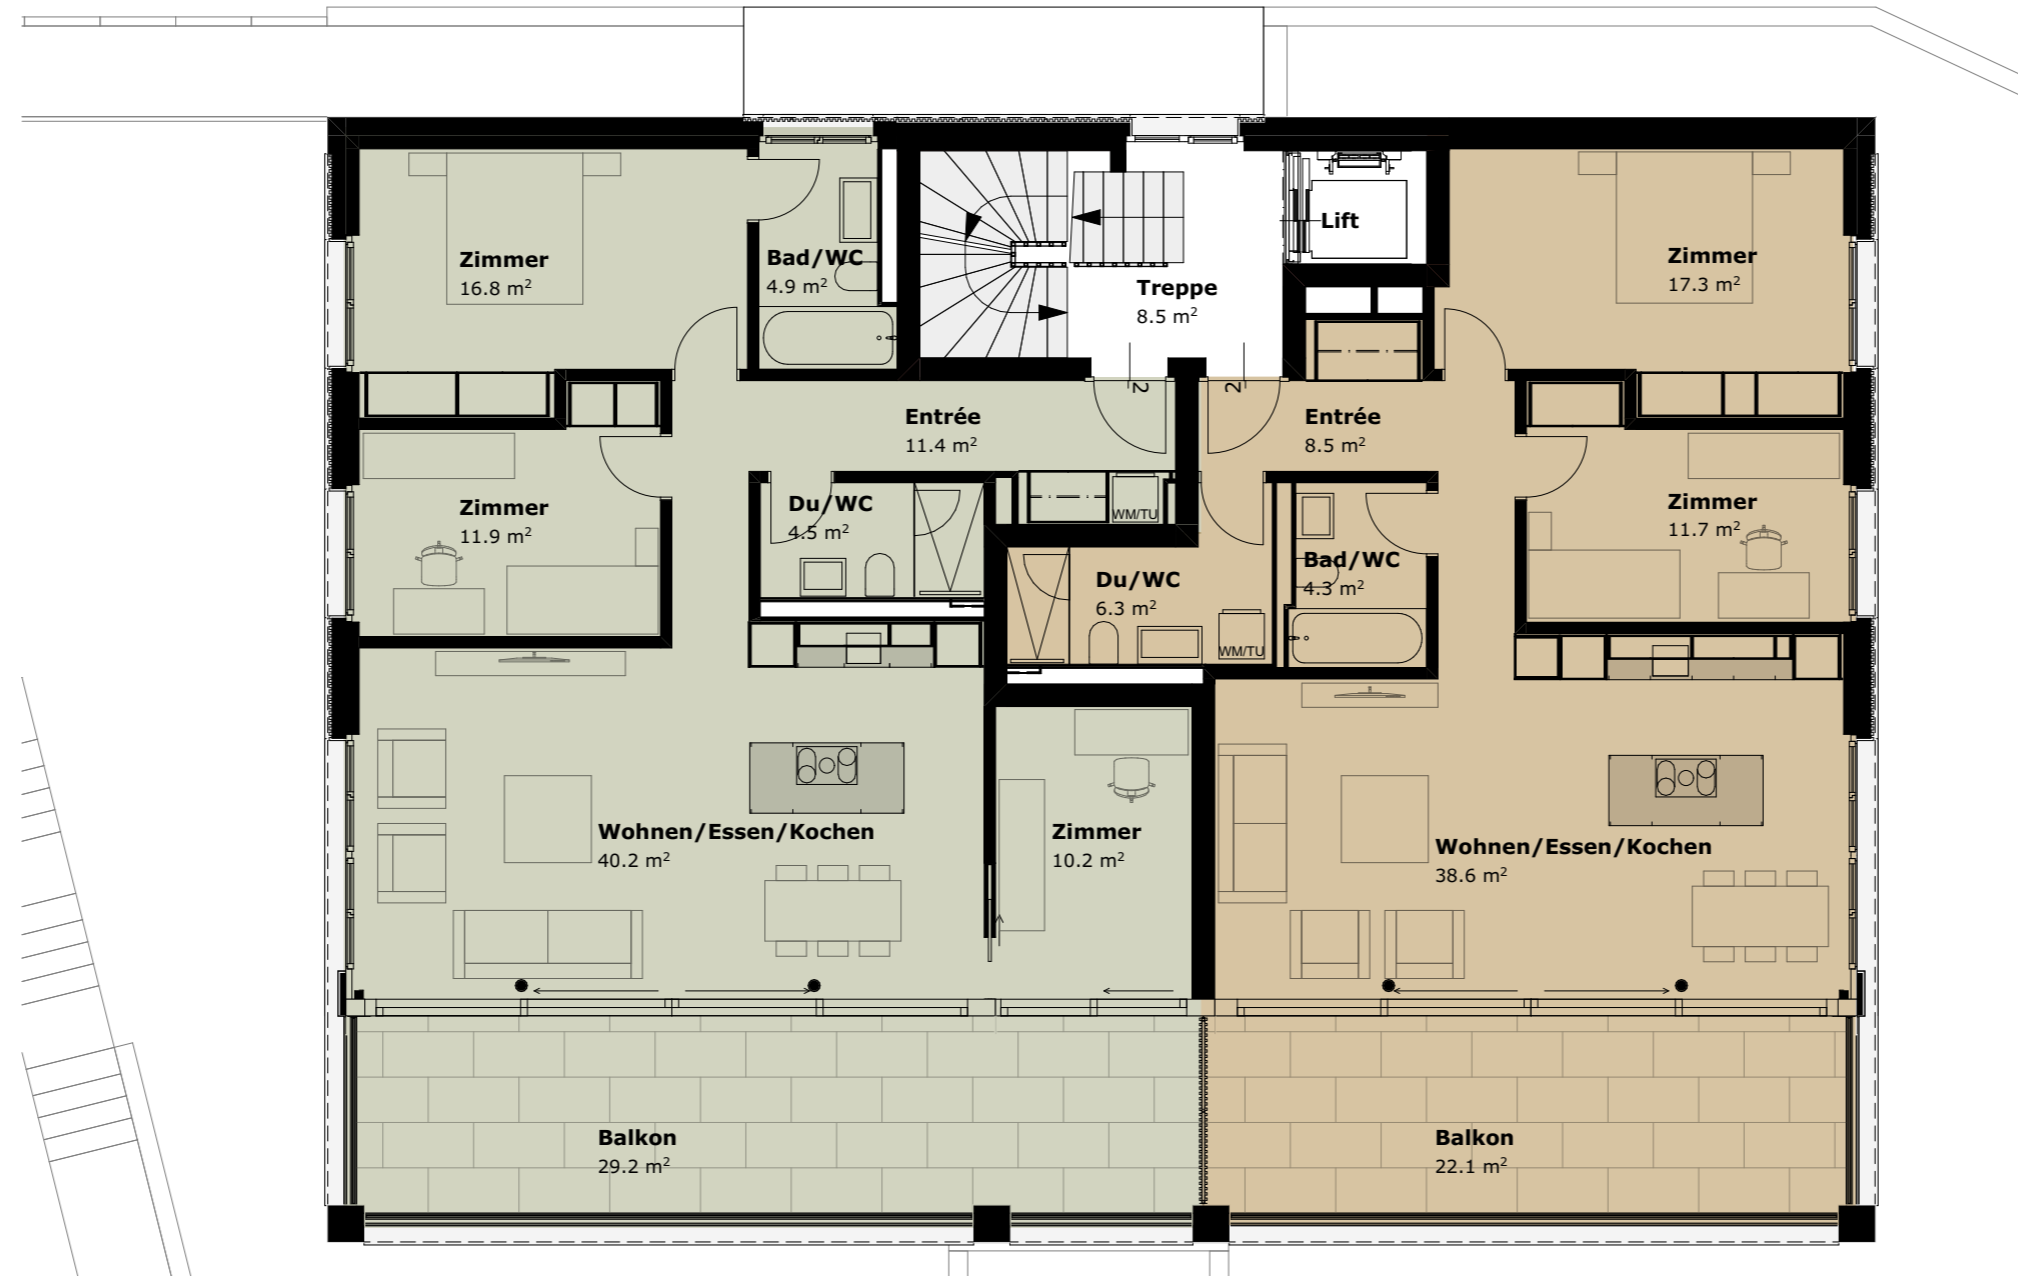 Lift
Zimmer
16.8 m²
Bad/WC
4.9 m²
Treppe
8.5 m²
Zimmer
17.3 m²
2
2
Entrée
11.4 m²
Entrée
8.5 m²
Zimmer
11.9 m²
Du/WC
4.5 m²
WM/TU
Zimmer
11.7 m²
Bad/WC
4.3 m²
Du/WC
6.3 m²
WM/TU
Wohnen/Essen/Kochen
40.2 m²
Zimmer
10.2 m²
Wohnen/Essen/Kochen
38.6 m²
Balkon
29.2 m²
Balkon
22.1 m²